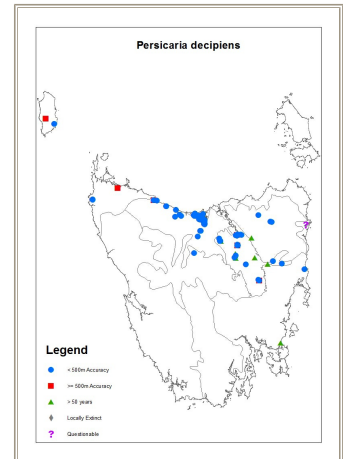 Persicaria decipiens
?
Legend
< 500m Accuracy
>= 500m Accuracy
> 50 years
Locally Extinct
? Questionable